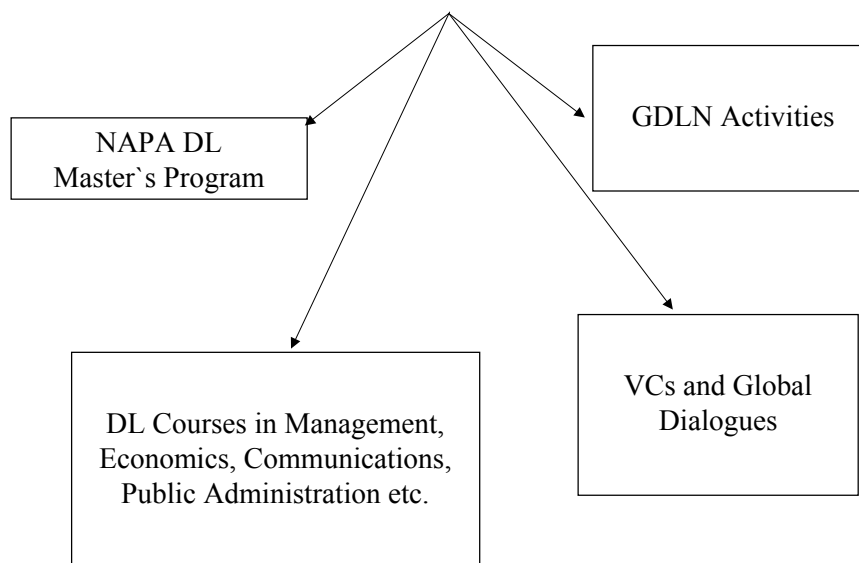 NAPA DL
Master`s Program
GDLN Activities
DL Courses in Management,
Economics, Communications,
Public Administration etc.
VCs and Global
Dialogues